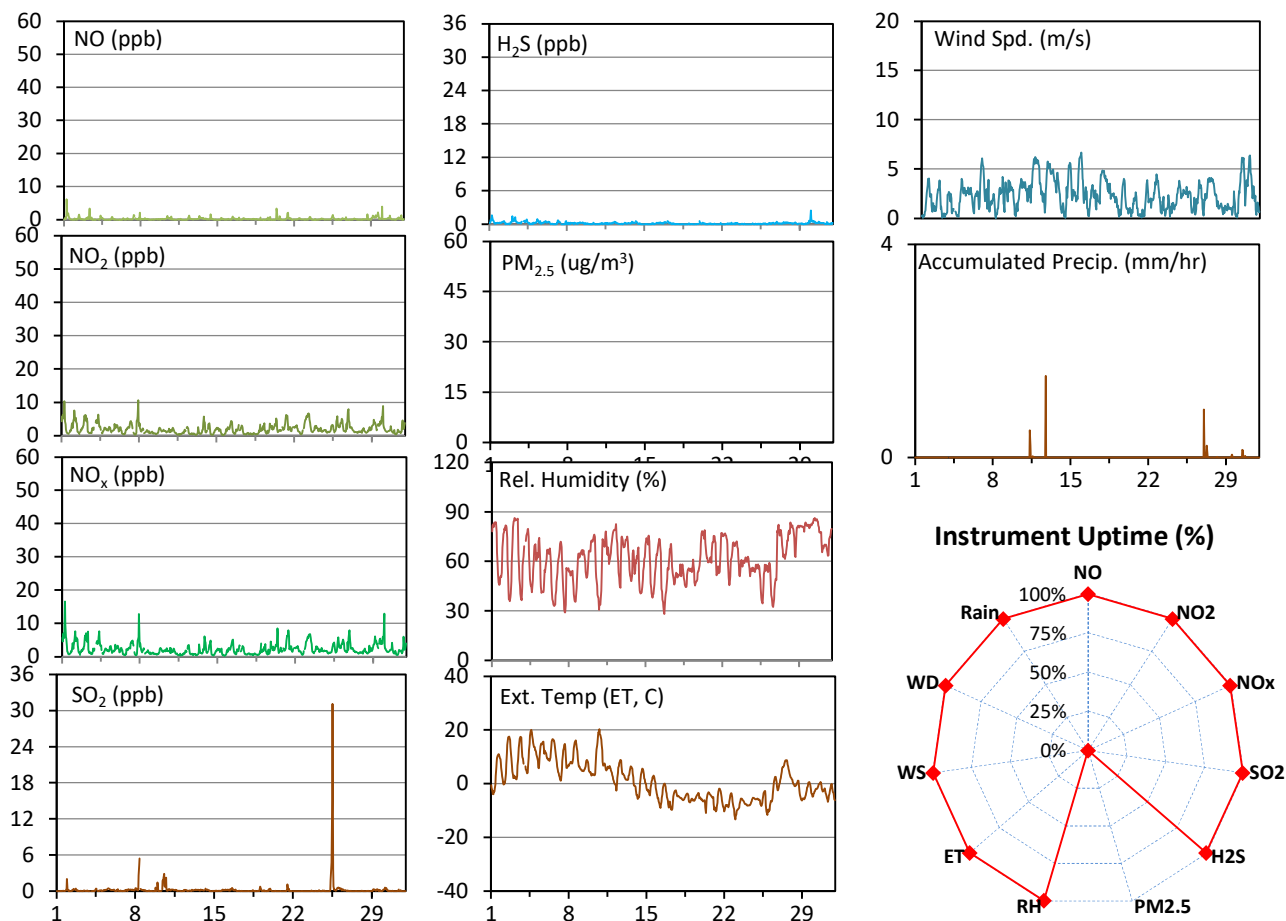 NO (ppb)
60
50
40
30
20
10
0
NO₂ (ppb)
60
50
40
30
20
10
0
NOₓ (ppb)
60
50
40
30
20
10
0
SO₂ (ppb)
36
30
24
18
12
6
0
1 8 15 22 29
H₂S (ppb)
36
30
24
18
12
6
0
PM₂.₅ (ug/m³)
60
45
30
15
0
1 8 15 22 29
Rel. Humidity (%)
120
90
60
30
0
Ext. Temp (ET, C)
40
20
0
-20
-40
1 8 15 22 29
Wind Spd. (m/s)
20
15
10
5
0
Accumulated Precip. (mm/hr)
4
0
1 8 15 22 29
Instrument Uptime (%)
NO
NO2
NOx
SO2
H2S
PM2.5
RH
ET
WS
WD
Rain
100%
75%
50%
25%
0%